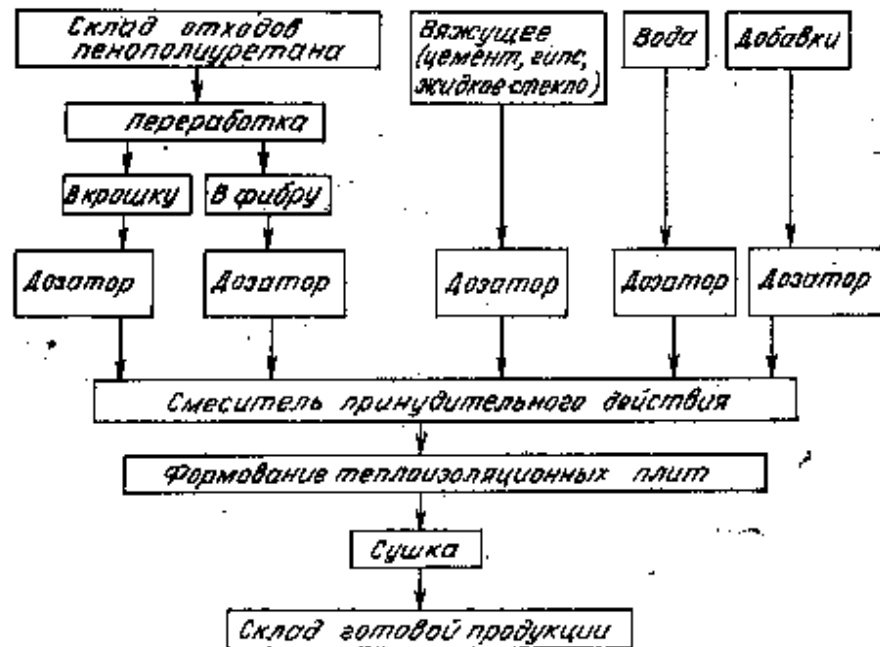 Склад отходов
пенополиуретана
Вяжущее
(цемент, гипс,
жидкое стекло)
Вода
Добавки
Переработка
В крошку
В фибру
Дозатор
Дозатор
Дозатор
Дозатор
Дозатор
Смеситель принудительного действия
Формование теплоизоляционных плит
Сушка
Склад готовой продукции